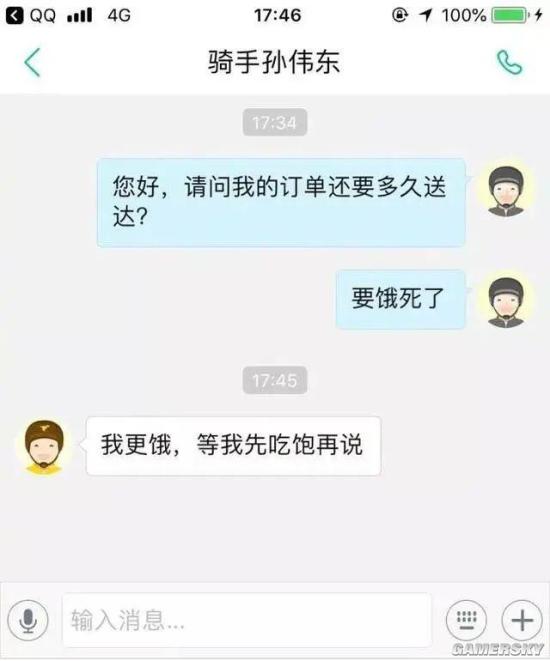 QQ 4G 17:46 100%
骑手孙伟东
17:34
您好，请问我的订单还要多久送
达?
要饿死了
17:45
我更饿，等我先吃饱再说
输入消息...
GAMERSKY